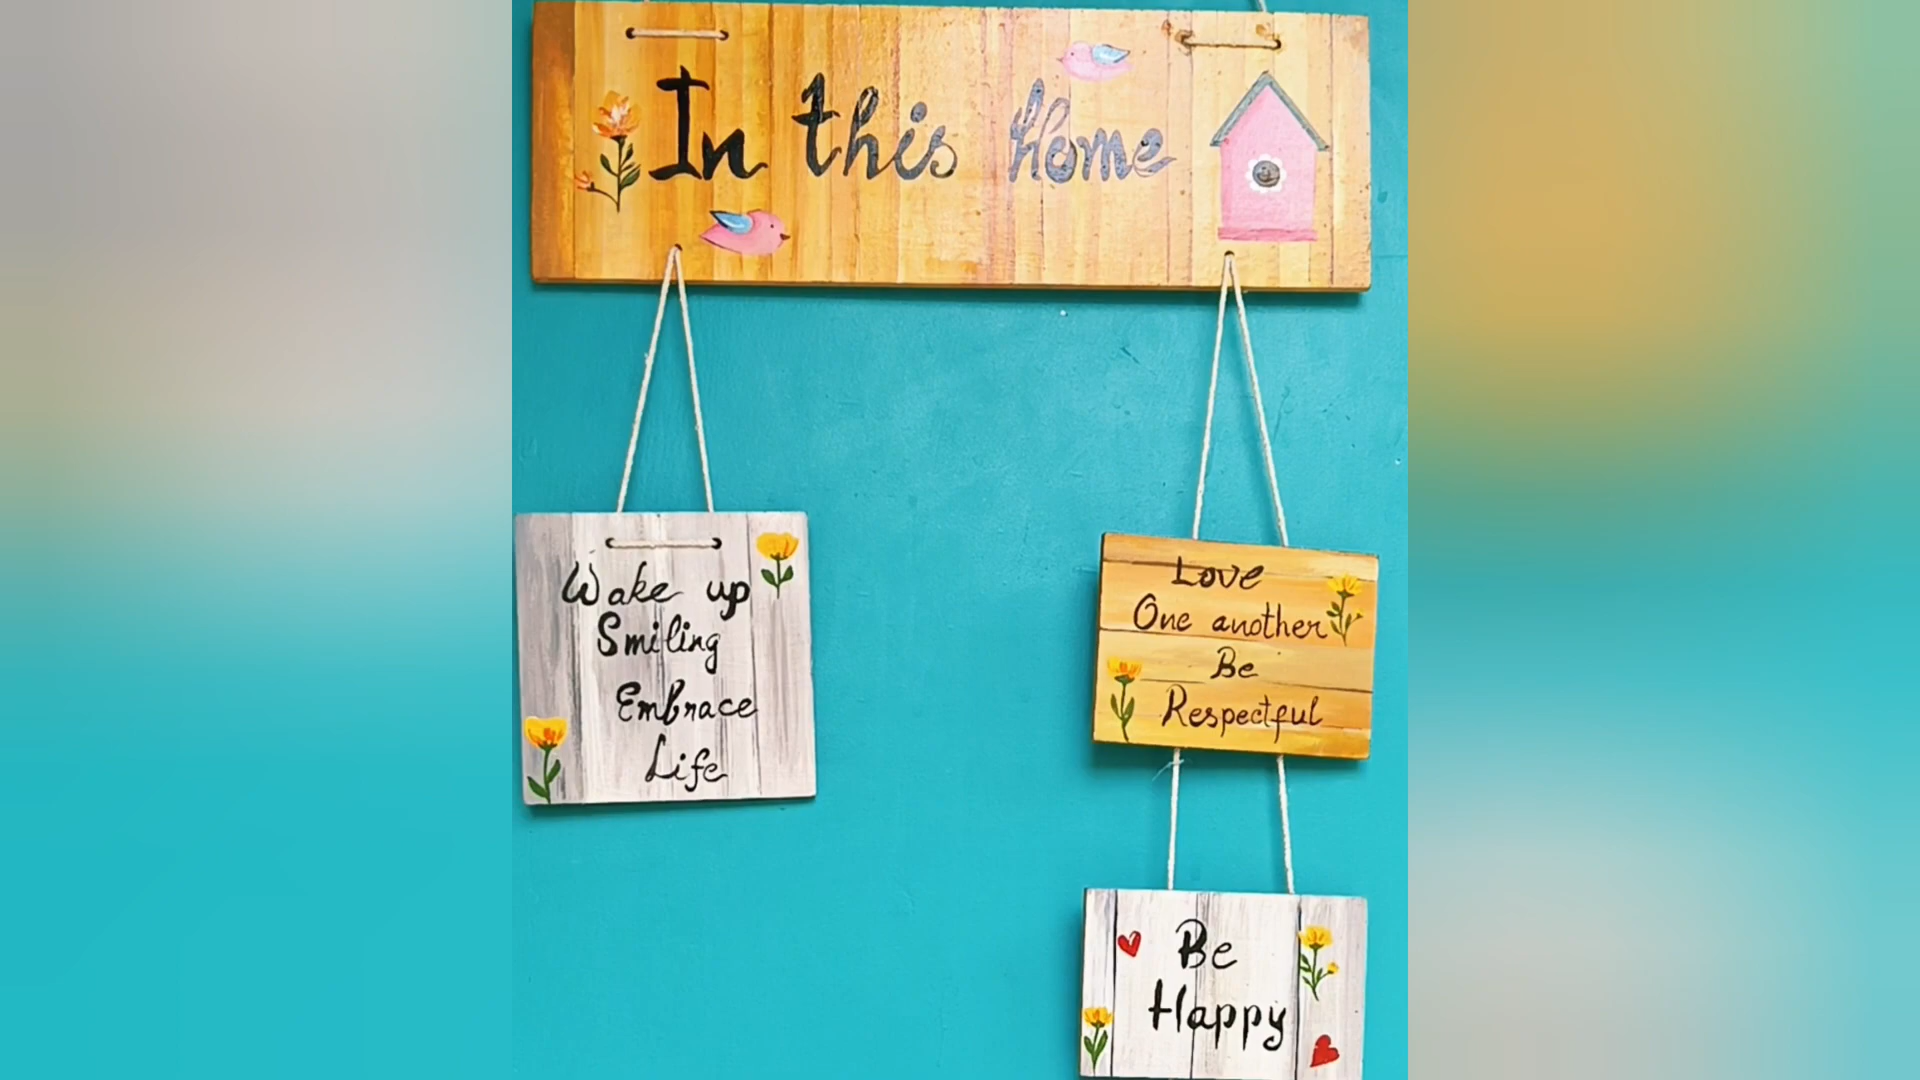 In this Home
Wake up
Smiling
Embrace
Life
Love
One another
Be
Respectful
Be
Happy